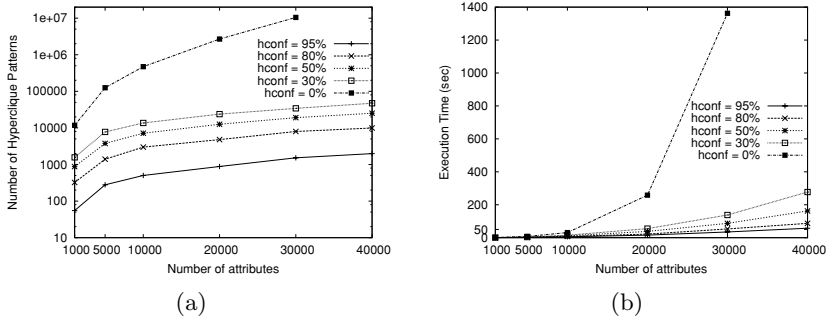 Number of Hyperclique Patterns
1e+07
1e+06
100000
10000
1000
100
10
1000 5000 10000 20000 30000 40000
Number of attributes
hconf = 95%
hconf = 80%
hconf = 50%
hconf = 30%
hconf = 0%
(a)
Execution Time (sec)
1400
1200
1000
800
600
400
200
50
0
1000 5000 10000 20000 30000 40000
Number of attributes
hconf = 95%
hconf = 80%
hconf = 50%
hconf = 30%
hconf = 0%
(b)